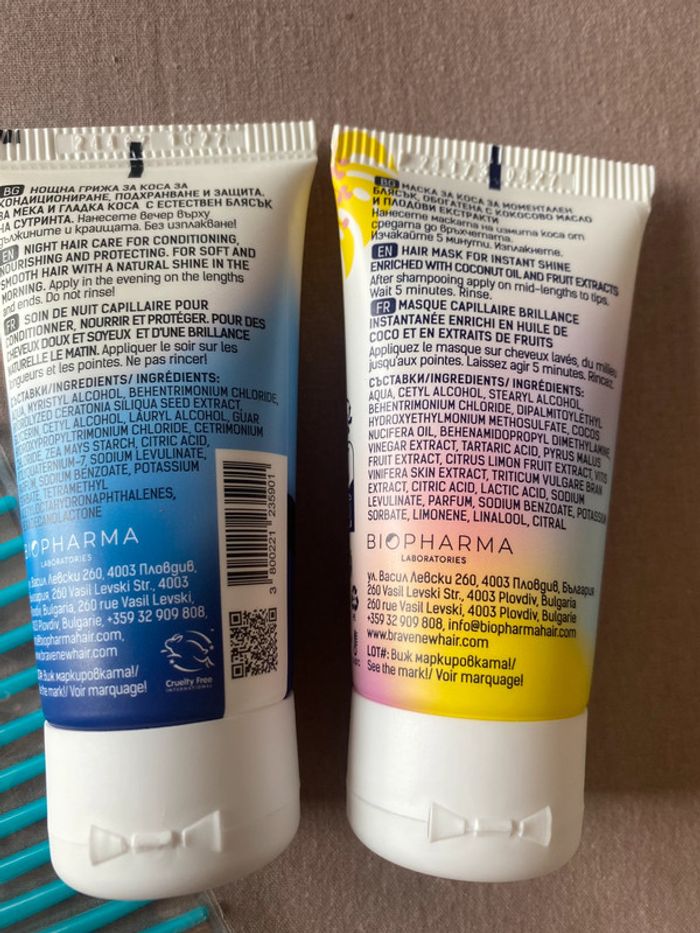 BG НОЩНА ГРИЖА ЗА КОСА ЗА
КОНДИЦИОНИРАНЕ, ПОДХРАНВАНЕ И ЗАЩИТА.
ЗА МЕКА И ГЛАДКА КОСА С ЕСТЕСТВЕН БЛЯСЪК
НА СУТРИНТА. Нанесете вечер върху
дължините и краищата. Без изплакване!
EN NIGHT HAIR CARE FOR CONDITIONING,
NOURISHING AND PROTECTING. FOR SOFT AND
SMOOTH HAIR WITH A NATURAL SHINE IN THE
MORNING. Apply in the evening on the lengths
and ends. Do not rinse!
FR SOIN DE NUIT CAPILLAIRE POUR
CONDITIONNER, NOURRIR ET PROTÉGER. POUR DES
CHEVEUX DOUX ET SOYEUX ET D'UNE BRILLANCE
NATURELLE LE MATIN. Appliquer le soir sur les
longueurs et les pointes. Ne pas rincer!
СЪСТАВКИ/INGREDIENTS/ INGRÉDIENTS:
AQUA, MYRISTYL ALCOHOL, BEHENTRIMONIUM CHLORIDE,
HYDROLYZED CERATONIA SILIQUA SEED EXTRACT,
CETYL ALCOHOL, LAURYL ALCOHOL, GUAR
CHLORIDE, CETRIMONIUM
ZEA MAYS STARCH, CITRIC ACID,
SODIUM LEVULINATE,
SODIUM BENZOATE, POTASSIUM
TETRAMETHYL
BIOPHARMA
LABORATORIES
ул. Васил Левски 260, 4003 Пловдив,
260 Vasil Levski Str., 4003
Plovdiv, Bulgaria, 260 rue Vasil Levski,
4003 Plovdiv, Bulgarie, +359 32 909 808,
info@biopharmahair.com,
www.bravenewhair.com
LOT#: Виж маркировката!/
See the mark!/ Voir marquage!
Cruelty Free
INTERNATIONAL
3 800221 235901
BG МАСКА ЗА КОСА ЗА МОМЕНТАЛЕН
БЛЯСЪК, ОБОГАТЕНА С КОКОСОВО МАСЛО
И ПЛОДОВИ ЕКСТРАКТИ
Нанесете маската на измита коса от
средата до връхчетата.
Изчакайте 5 минути. Изплакнете.
EN HAIR MASK FOR INSTANT SHINE
ENRICHED WITH COCONUT OIL AND FRUIT EXTRACTS
After shampooing apply on mid-lengths to tips.
Wait 5 minutes. Rinse.
FR MASQUE CAPILLAIRE BRILLANCE
INSTANTANÉE ENRICHI EN HUILE DE
COCO ET EN EXTRAITS DE FRUITS
Appliquez le masque sur cheveux lavés, du milieu
jusqu'aux pointes. Laissez agir 5 minutes. Rincez.
СЪСТАВКИ/INGREDIENTS/ INGRÉDIENTS:
AQUA, CETYL ALCOHOL, STEARYL ALCOHOL,
BEHENTRIMONIUM CHLORIDE, DIPALMITOYLETHYL
HYDROXYETHYLMONIUM METHOSULFATE, COCOS
NUCIFERA OIL, BEHENAMIDOPROPYL DIMETHYLAMINE,
VINEGAR EXTRACT, TARTARIC ACID, PYRUS MALUS
FRUIT EXTRACT, CITRUS LIMON FRUIT EXTRACT, VITIS
VINIFERA SKIN EXTRACT, TRITICUM VULGARE BRAN
EXTRACT, CITRIC ACID, LACTIC ACID, SODIUM
LEVULINATE, PARFUM, SODIUM BENZOATE, POTASSIUM
SORBATE, LIMONENE, LINALOOL, CITRAL
BIOPHARMA
LABORATORIES
ул. Васил Левски 260, 4003 Пловдив, България
260 Vasil Levski Str., 4003 Plovdiv, Bulgaria
260 rue Vasil Levski, 4003 Plovdiv, Bulgarie
+359 32 909 808, info@biopharmahair.com
www.bravenewhair.com
LOT#: Виж маркировката!/
See the mark!/ Voir marquage!